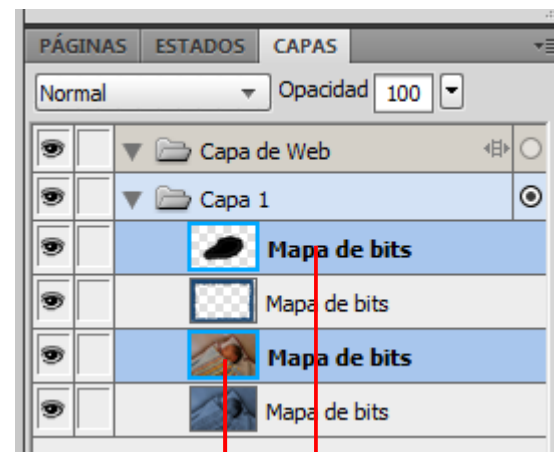 PÁGINAS ESTADOS CAPAS
Normal Opacidad 100
Capa de Web
Capa 1
Mapa de bits
Mapa de bits
Mapa de bits
Mapa de bits